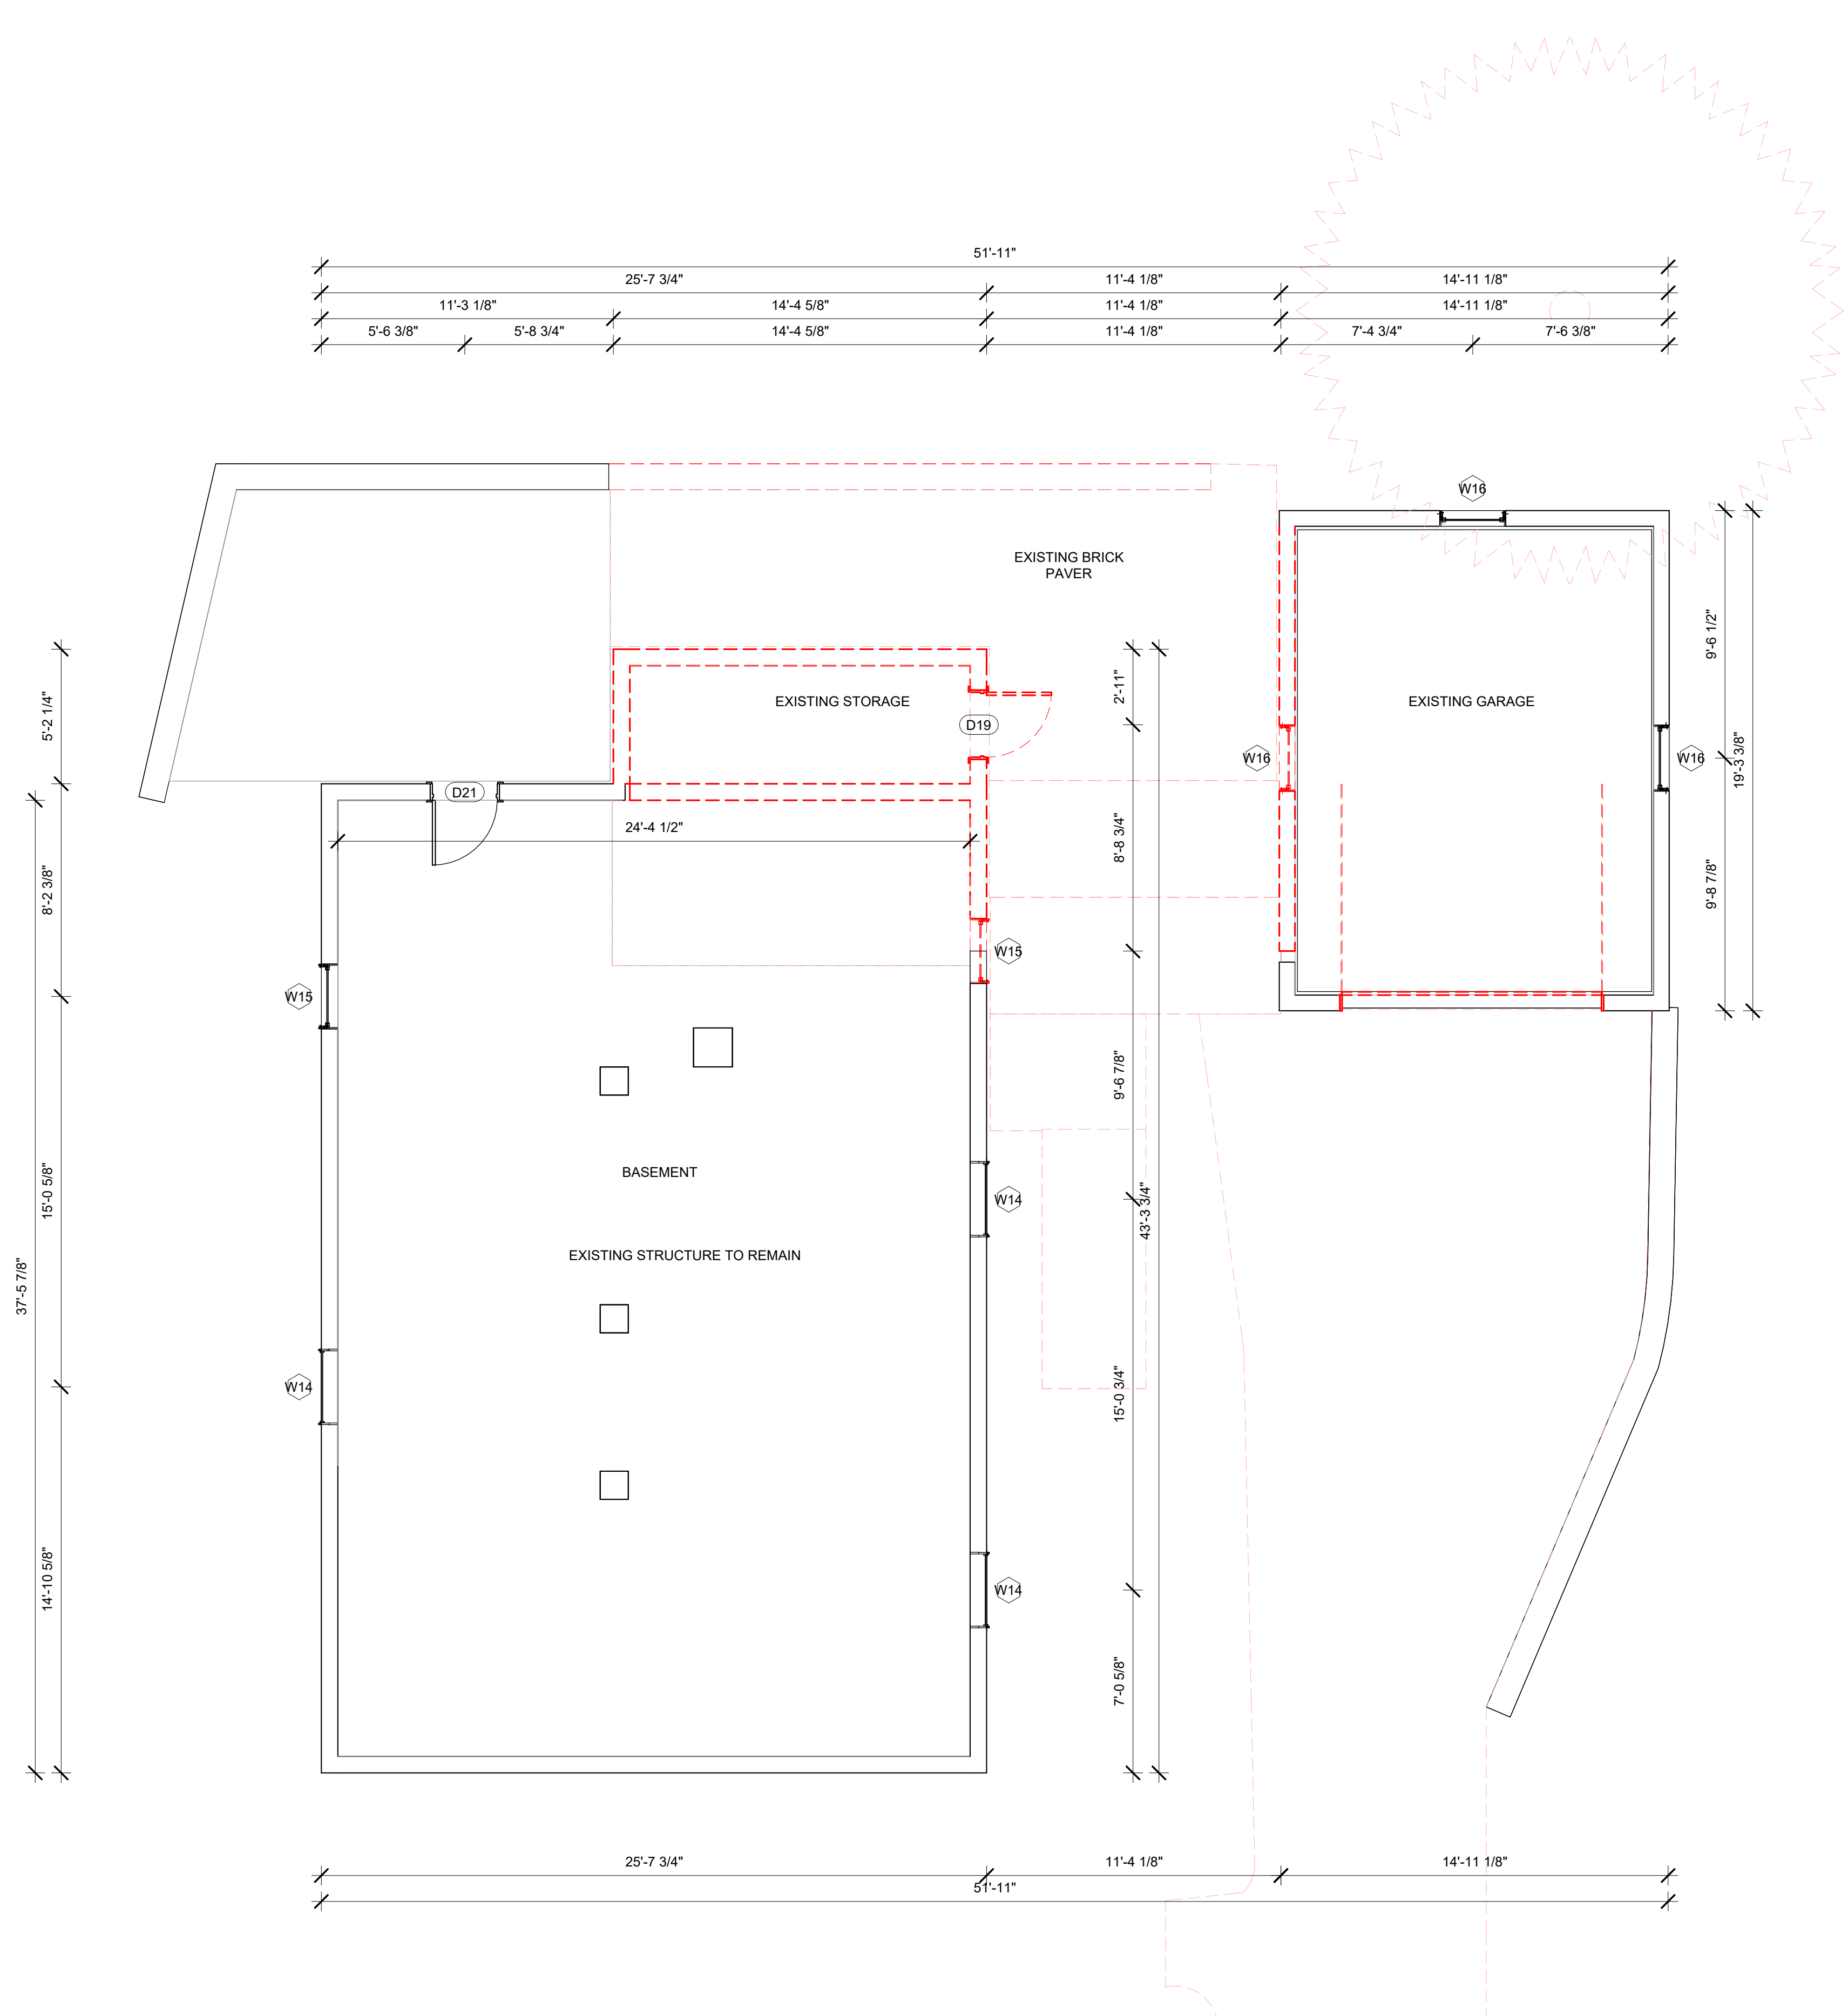 51'-11"
25'-7 3/4"
11'-4 1/8"
14'-11 1/8"
11'-3 1/8"
14'-4 5/8"
11'-4 1/8"
14'-11 1/8"
5'-6 3/8"
5'-8 3/4"
14'-4 5/8"
11'-4 1/8"
7'-4 3/4"
7'-6 3/8"
W16
EXISTING BRICK
PAVER
9'-6 1/2"
5'-2 1/4"
2'-11"
EXISTING STORAGE
EXISTING GARAGE
D19
W16
W16
19'-3 3/8"
D21
24'-4 1/2"
8'-8 3/4"
8'-2 3/8"
9'-8 7/8"
W15
W15
9'-6 7/8"
BASEMENT
15'-0 5/8"
W14
43'-3 3/4"
EXISTING STRUCTURE TO REMAIN
37'-5 7/8"
W14
15'-0 3/4"
14'-10 5/8"
W14
7'-0 5/8"
25'-7 3/4"
11'-4 1/8"
14'-11 1/8"
51'-11"